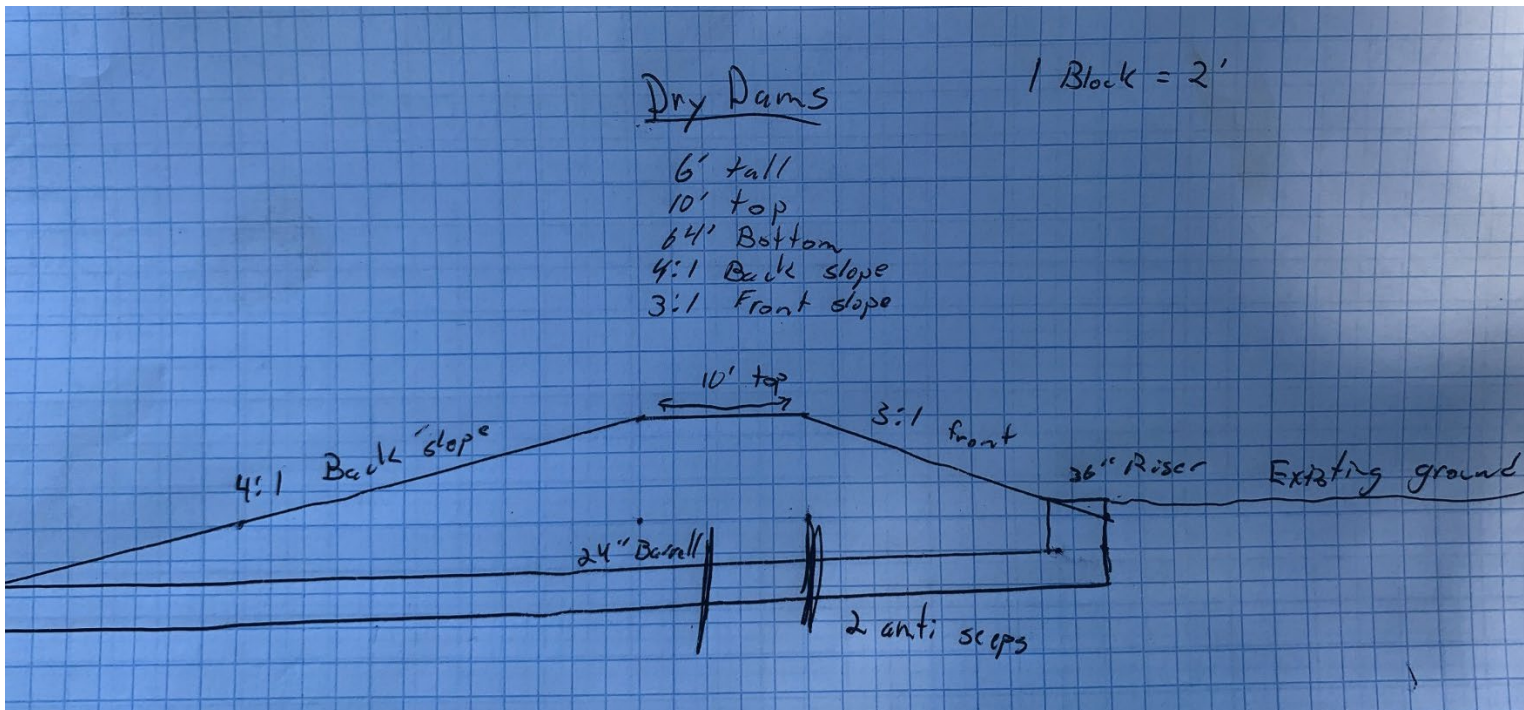 Dry Dams
1 Block = 2'
6' tall
10' top
64' Bottom
4:1 Back slope
3:1 Front slope
10' top
4:1 Back slope
3:1 front
36" Riser
Existing ground
24" Barell
2 anti seeps